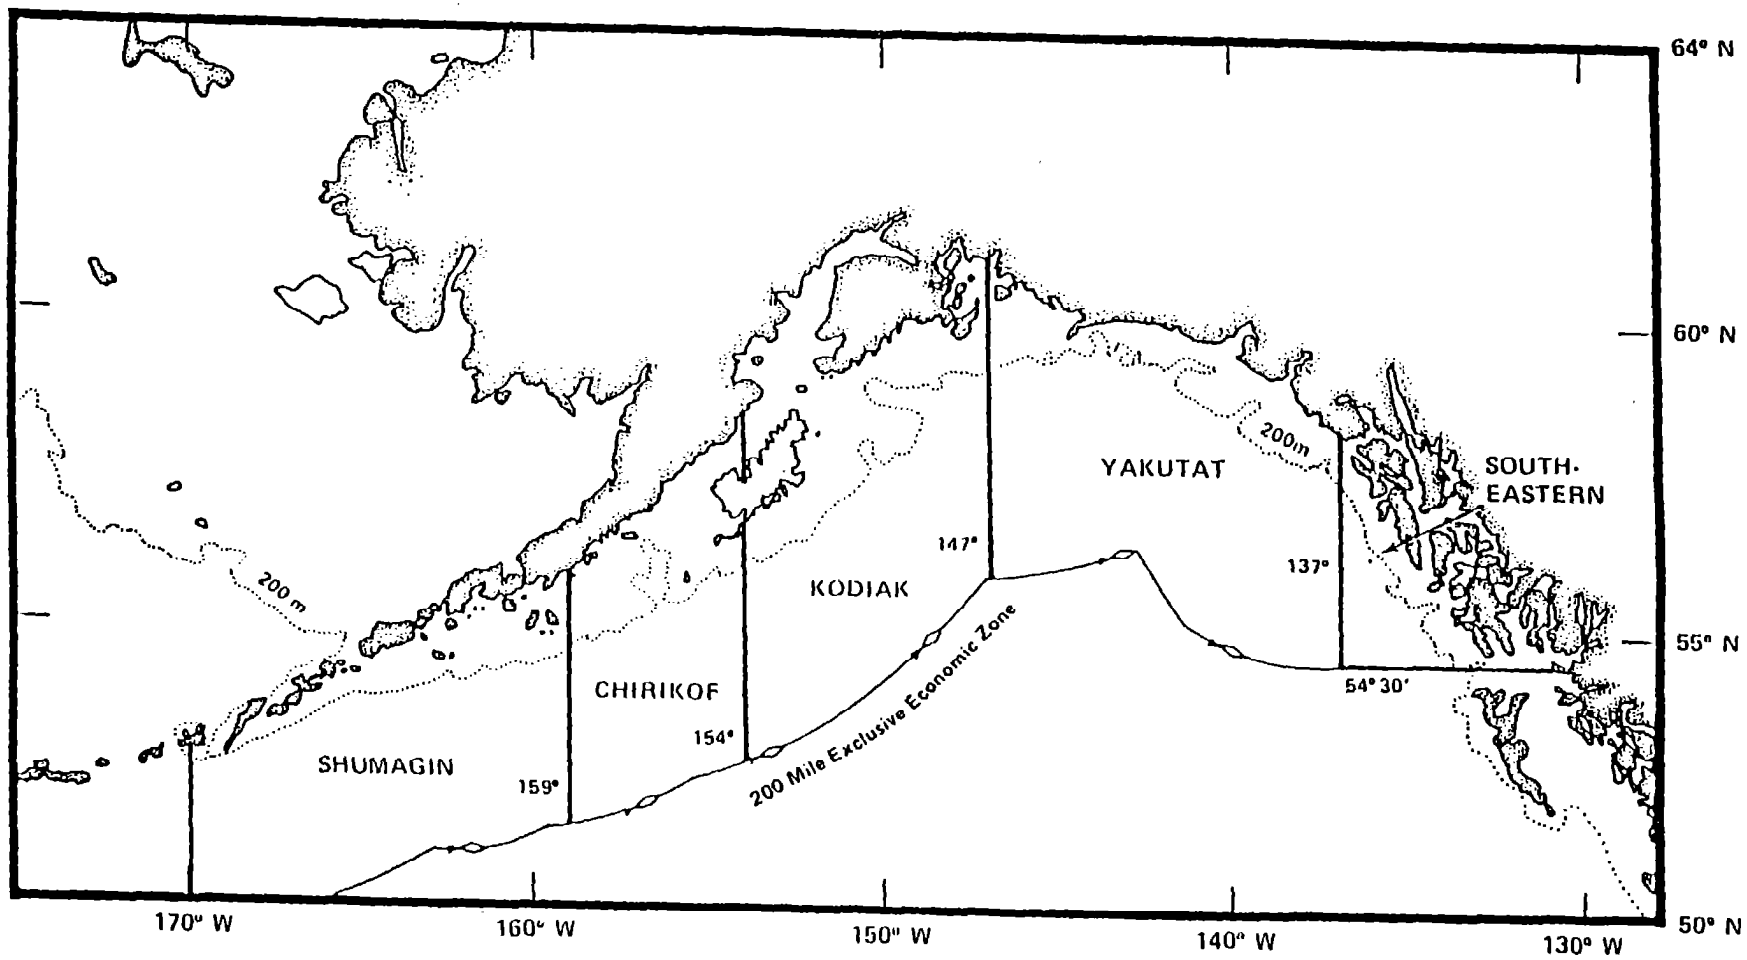 64° N
60° N
200m
YAKUTAT
SOUTH-
EASTERN
147°
137°
200 m
KODIAK
55° N
CHIRIKOF
54° 30'
154°
200 Mile Exclusive Economic Zone
SHUMAGIN
159°
170° W
160° W
150° W
140° W
130° W
50° N